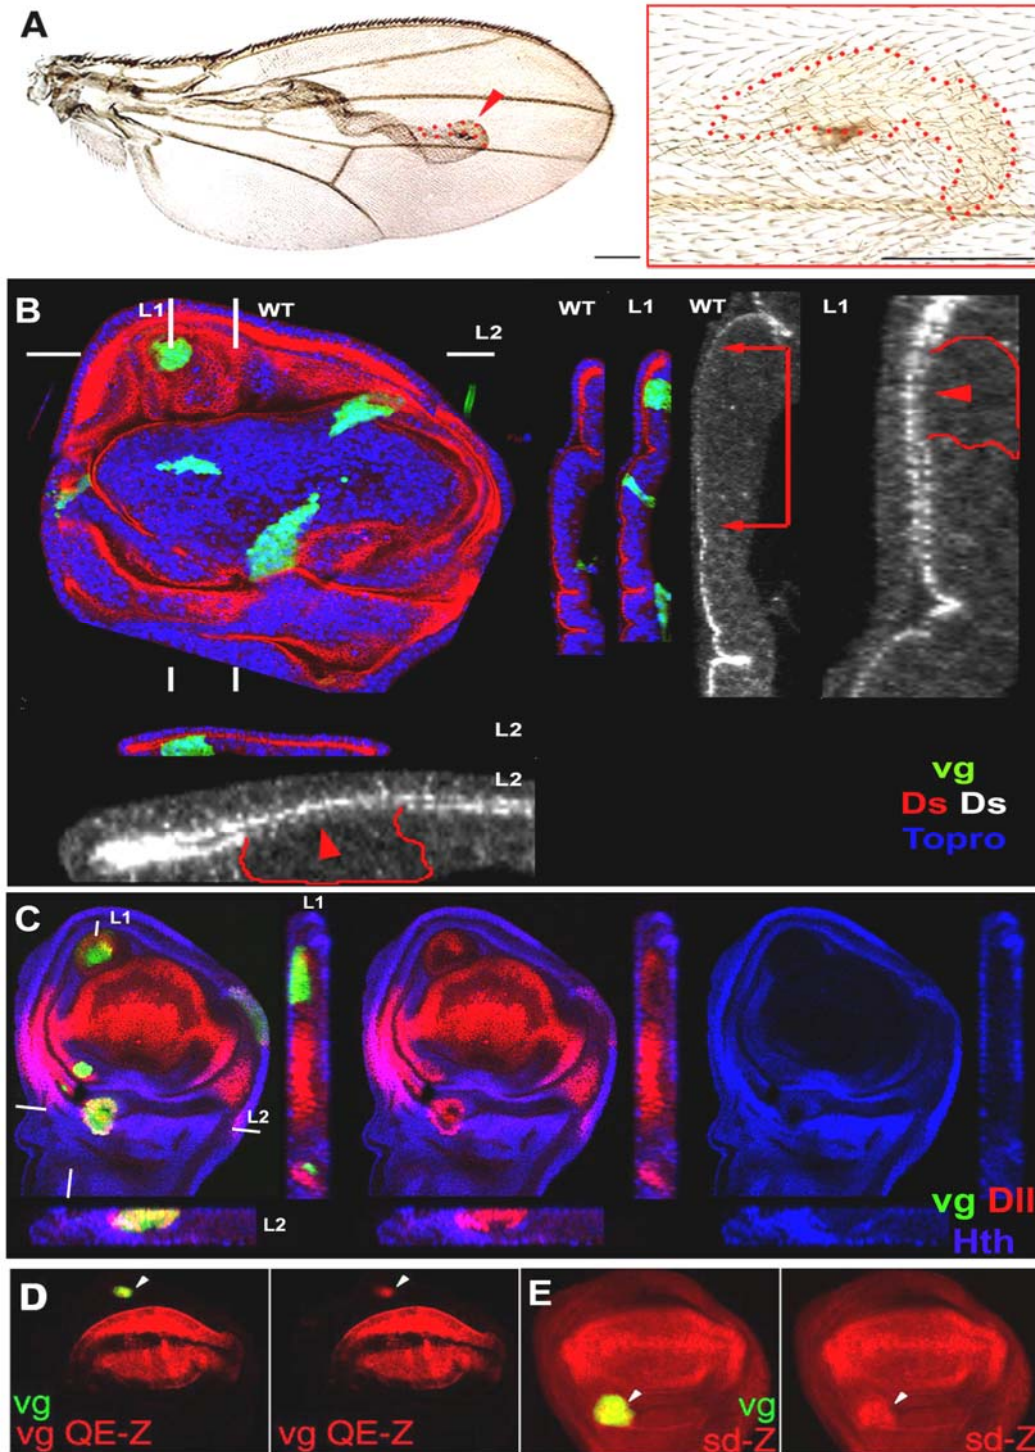 A
B
L1
WT
L2
WT
L1
WT
L1
L2
L2
vg
Ds Ds
Topro
C
L1
L1
L2
L2
vg Dll
Hth
D
E
vg
vg QE-Z
vg QE-Z
vg
sd-Z
sd-Z